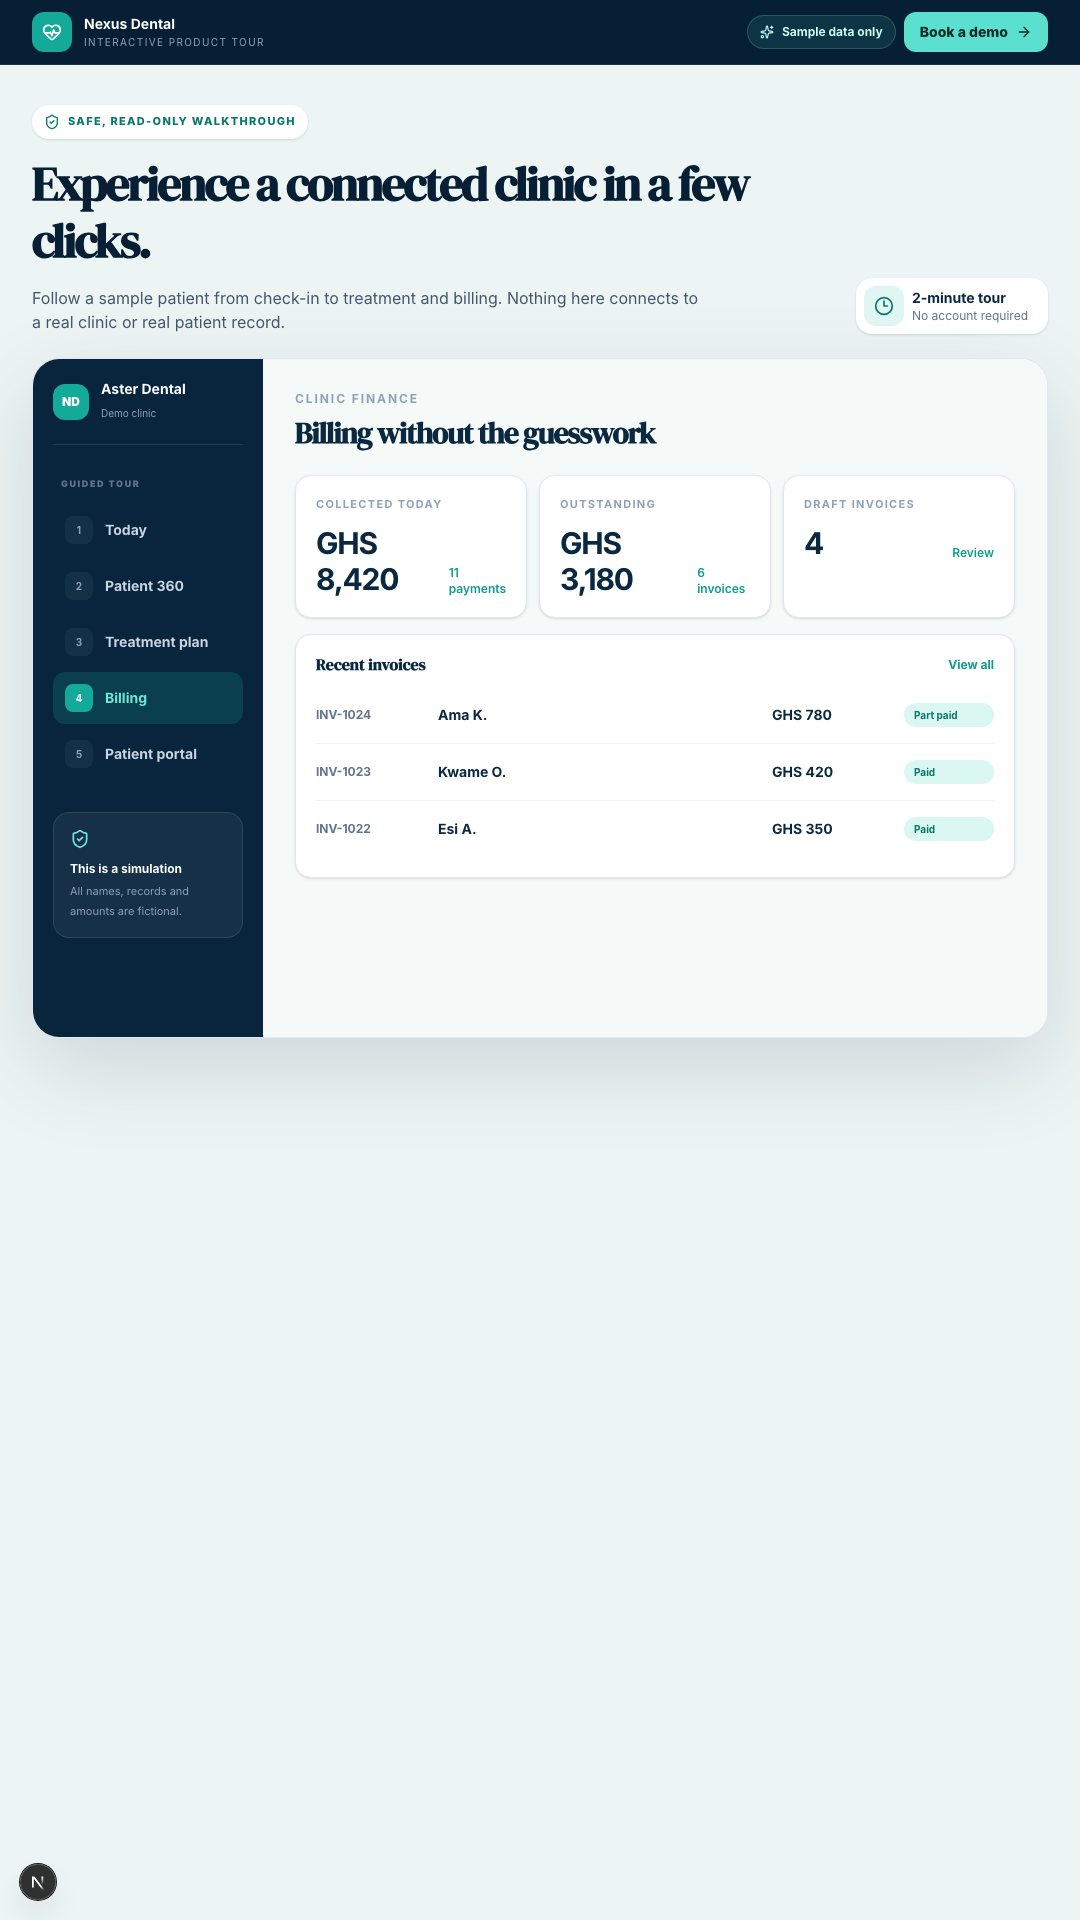 Nexus Dental
INTERACTIVE PRODUCT TOUR
Sample data only
Book a demo
SAFE, READ-ONLY WALKTHROUGH
Experience a connected clinic in a few
clicks.
Follow a sample patient from check-in to treatment and billing. Nothing here connects to
a real clinic or real patient record.
2-minute tour
No account required
ND
Aster Dental
Demo clinic
GUIDED TOUR
1 Today
2 Patient 360
3 Treatment plan
4 Billing
5 Patient portal
This is a simulation
All names, records and
amounts are fictional.
CLINIC FINANCE
Billing without the guesswork
COLLECTED TODAY
GHS
8,420
11
payments
OUTSTANDING
GHS
3,180
6
invoices
DRAFT INVOICES
4
Review
Recent invoices
View all
INV-1024 Ama K. GHS 780 Part paid
INV-1023 Kwame O. GHS 420 Paid
INV-1022 Esi A. GHS 350 Paid
N